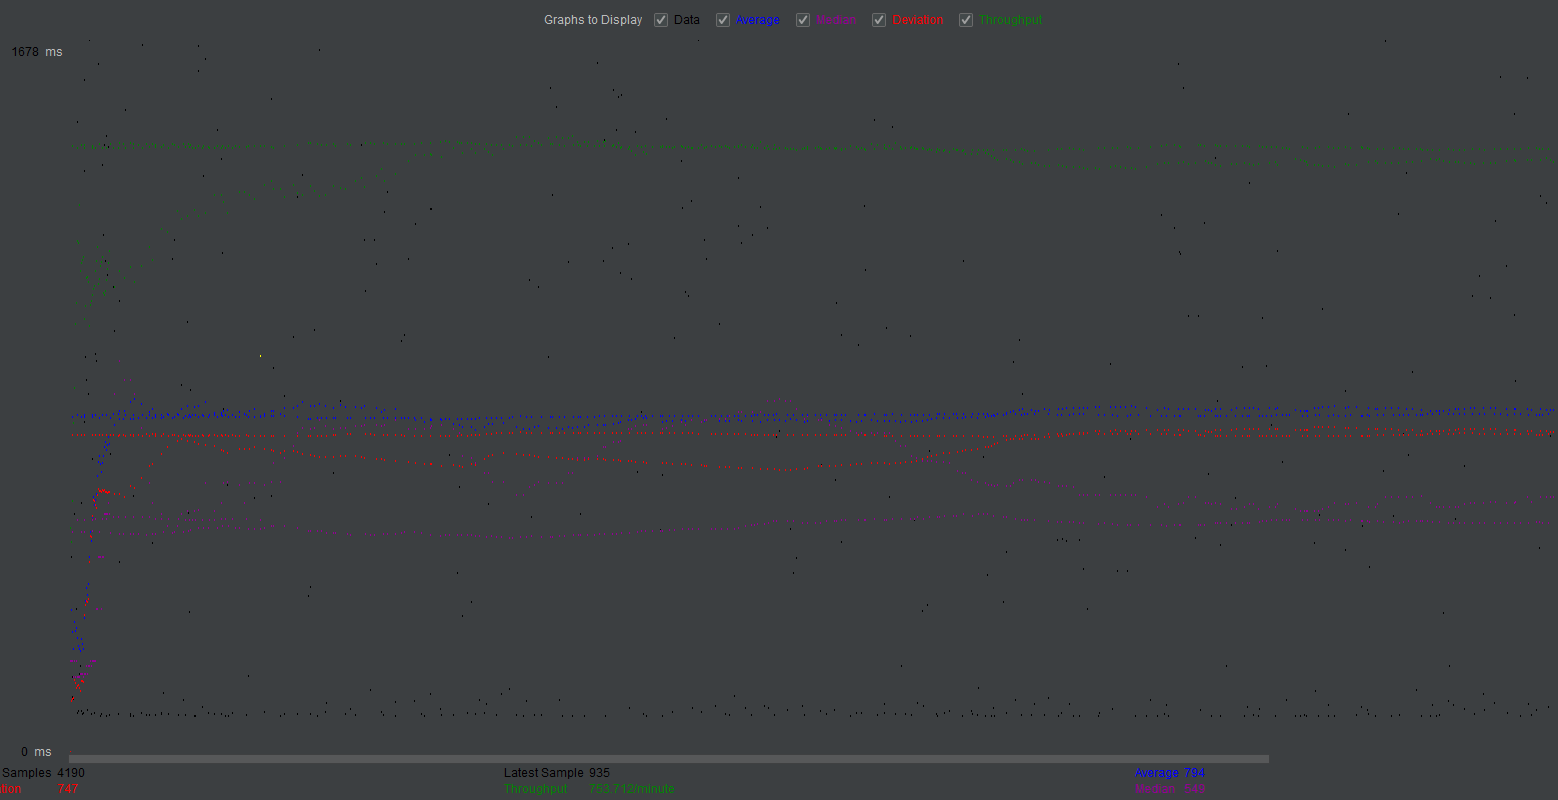 Graphs to Display Data Average Median Deviation Throughput
1678 ms
0 ms
Samples 4190 Latest Sample 935 Average 794
tion 747 Throughput 753.712/minute Median